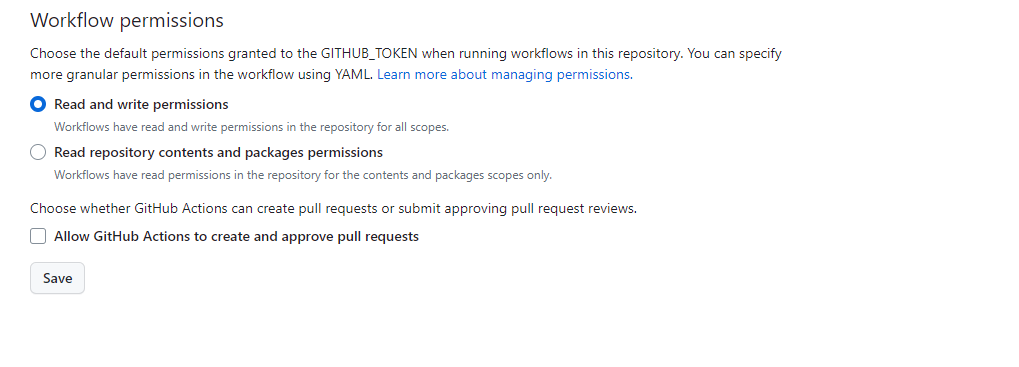 Workflow permissions
Choose the default permissions granted to the GITHUB_TOKEN when running workflows in this repository. You can specify
more granular permissions in the workflow using YAML. Learn more about managing permissions.
Read and write permissions
Workflows have read and write permissions in the repository for all scopes.
Read repository contents and packages permissions
Workflows have read permissions in the repository for the contents and packages scopes only.
Choose whether GitHub Actions can create pull requests or submit approving pull request reviews.
Allow GitHub Actions to create and approve pull requests
Save